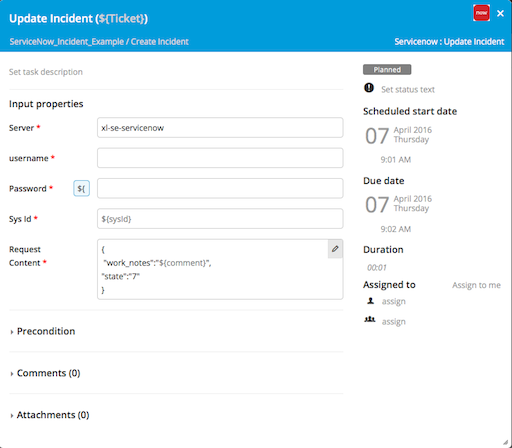 Update Incident (${Ticket})
now
ServiceNow_Incident_Example / Create Incident
Servicenow : Update Incident
Set task description
Input properties
Server *
xl-se-servicenow
username *
Password *
${
Sys Id *
${sysId}
Request
Content *
{
"work_notes":"${comment}",
"state":"7"
}
Precondition
Comments (0)
Attachments (0)
Planned
Set status text
Scheduled start date
07
April 2016
Thursday
9:01 AM
Due date
07
April 2016
Thursday
9:02 AM
Duration
00:01
Assigned to
Assign to me
assign
assign